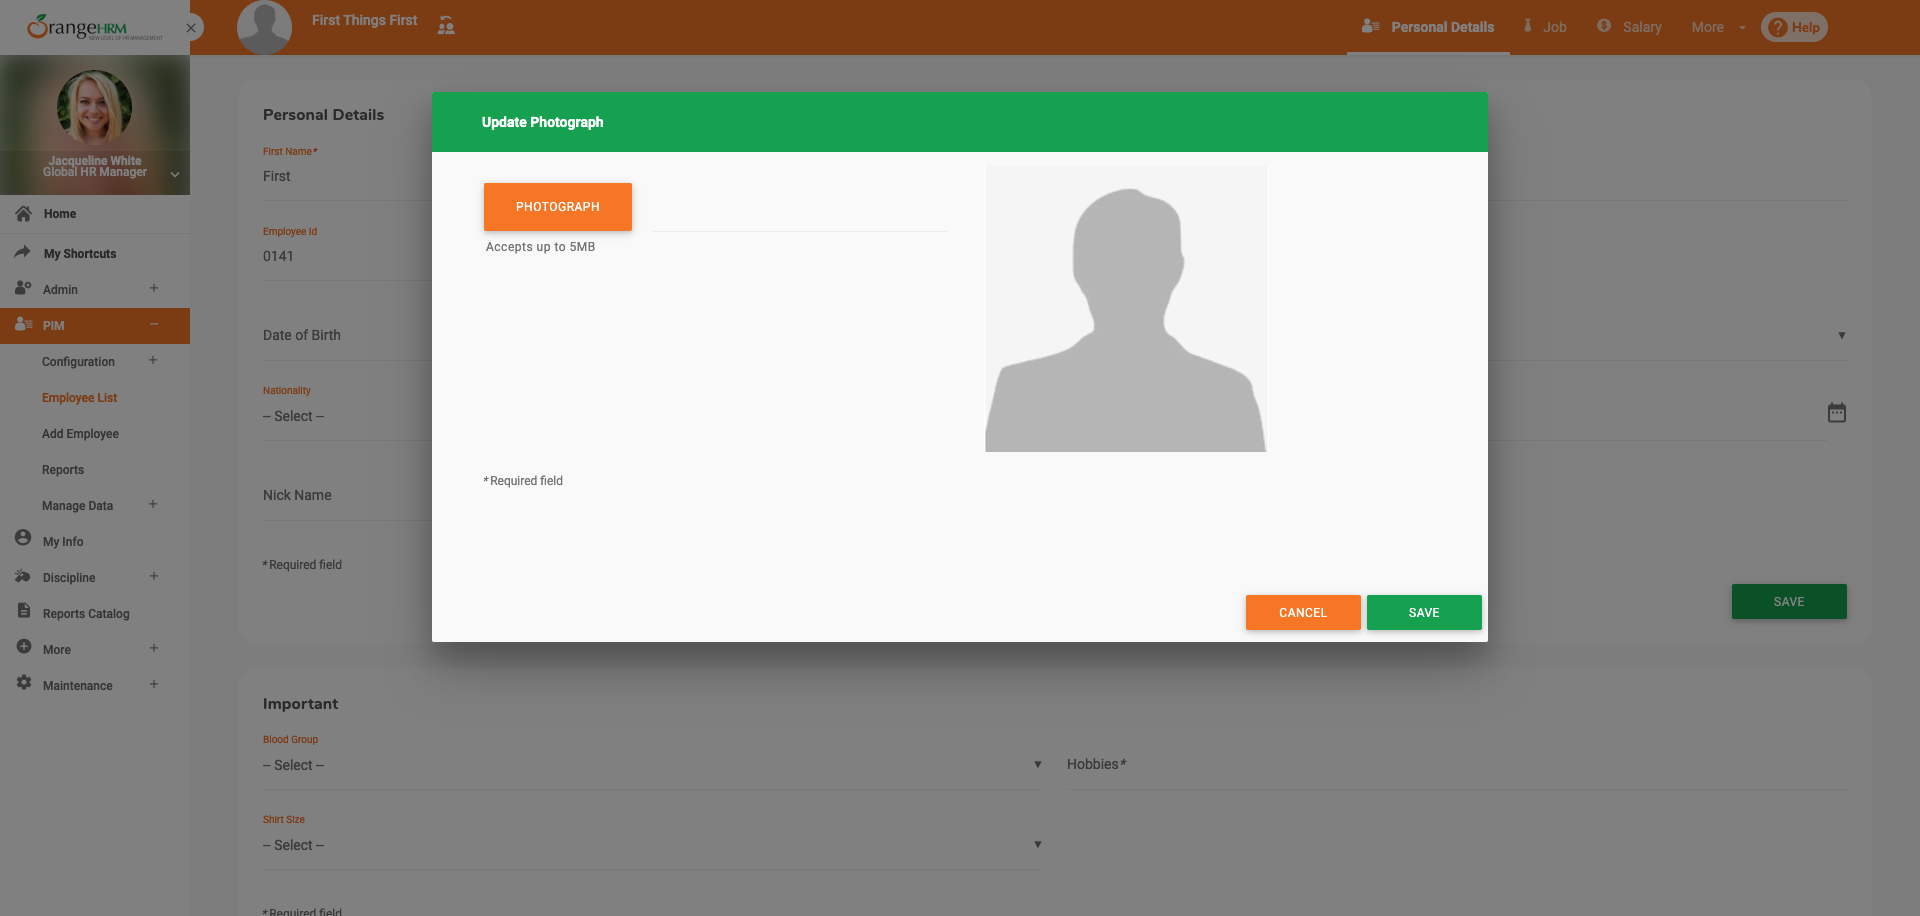 OrangeHRM
NEW LEVEL OF HR MANAGEMENT
First Things First
Personal Details
Job
Salary
More
Help
Jacqueline White
Global HR Manager
Home
My Shortcuts
Admin
PIM
Configuration
Employee List
Add Employee
Reports
Manage Data
My Info
Discipline
Reports Catalog
More
Maintenance
Personal Details
First Name*
First
Employee Id
0141
Date of Birth
Nationality
-- Select --
Nick Name
* Required field
SAVE
Update Photograph
PHOTOGRAPH
Accepts up to 5MB
* Required field
CANCEL
SAVE
Important
Blood Group
-- Select --
Hobbies*
Shirt Size
-- Select --
* Required field